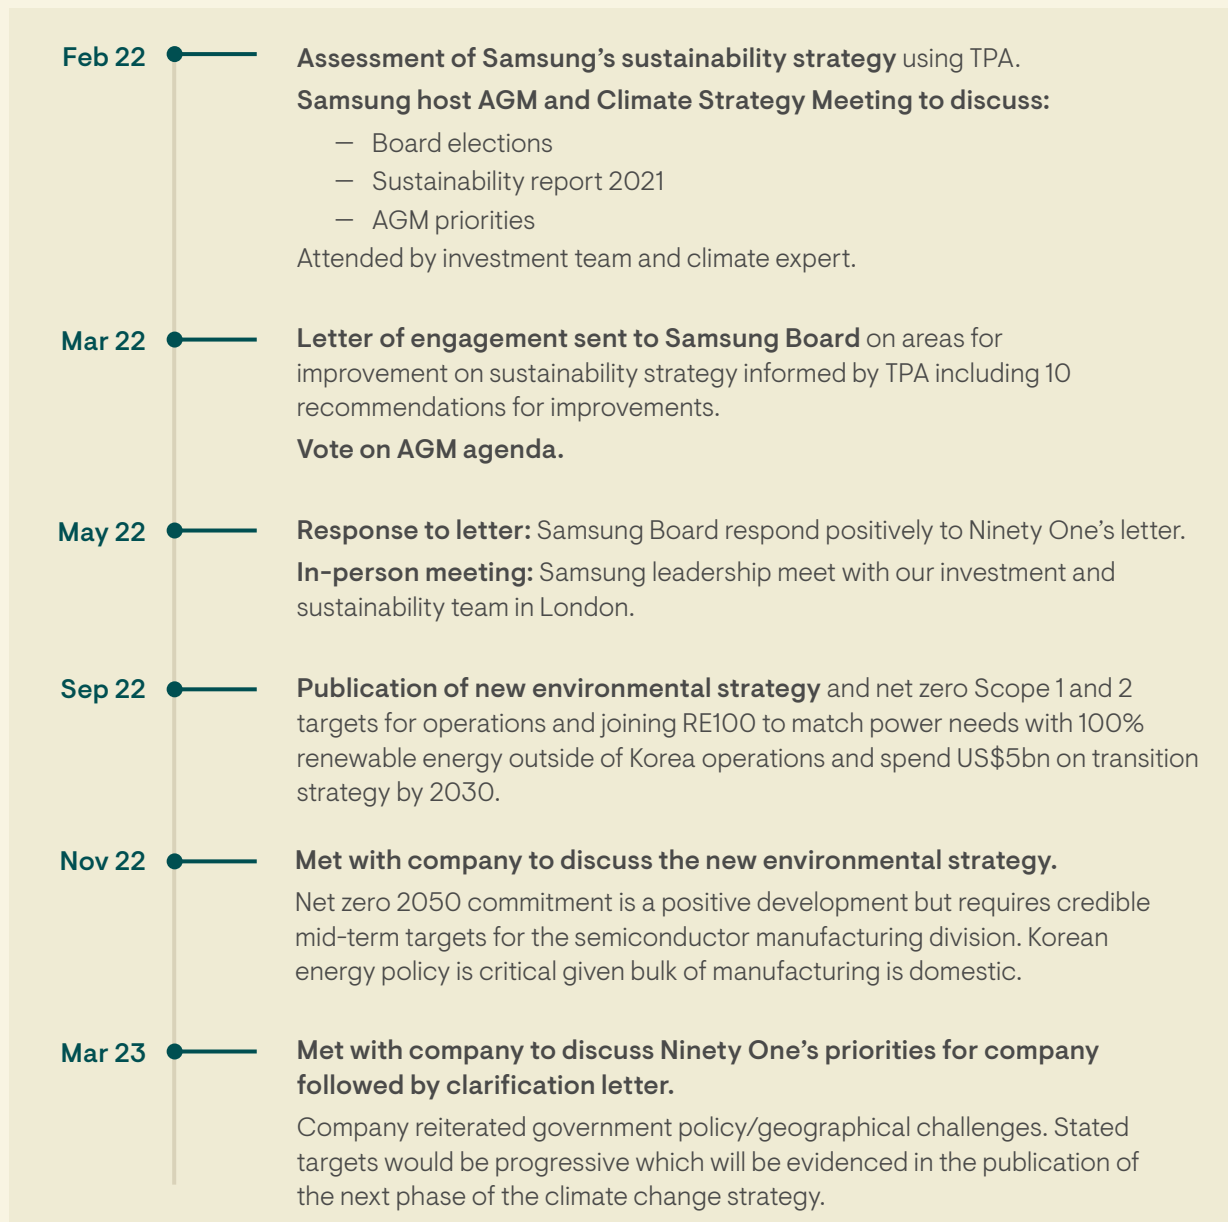 Feb 22
Assessment of Samsung’s sustainability strategy using TPA.
Samsung host AGM and Climate Strategy Meeting to discuss:
— Board elections
— Sustainability report 2021
— AGM priorities
Attended by investment team and climate expert.
Mar 22
Letter of engagement sent to Samsung Board on areas for
improvement on sustainability strategy informed by TPA including 10
recommendations for improvements.
Vote on AGM agenda.
May 22
Response to letter: Samsung Board respond positively to Ninety One’s letter.
In-person meeting: Samsung leadership meet with our investment and
sustainability team in London.
Sep 22
Publication of new environmental strategy and net zero Scope 1 and 2
targets for operations and joining RE100 to match power needs with 100%
renewable energy outside of Korea operations and spend US$5bn on transition
strategy by 2030.
Nov 22
Met with company to discuss the new environmental strategy.
Net zero 2050 commitment is a positive development but requires credible
mid-term targets for the semiconductor manufacturing division. Korean
energy policy is critical given bulk of manufacturing is domestic.
Mar 23
Met with company to discuss Ninety One’s priorities for company
followed by clarification letter.
Company reiterated government policy/geographical challenges. Stated
targets would be progressive which will be evidenced in the publication of
the next phase of the climate change strategy.